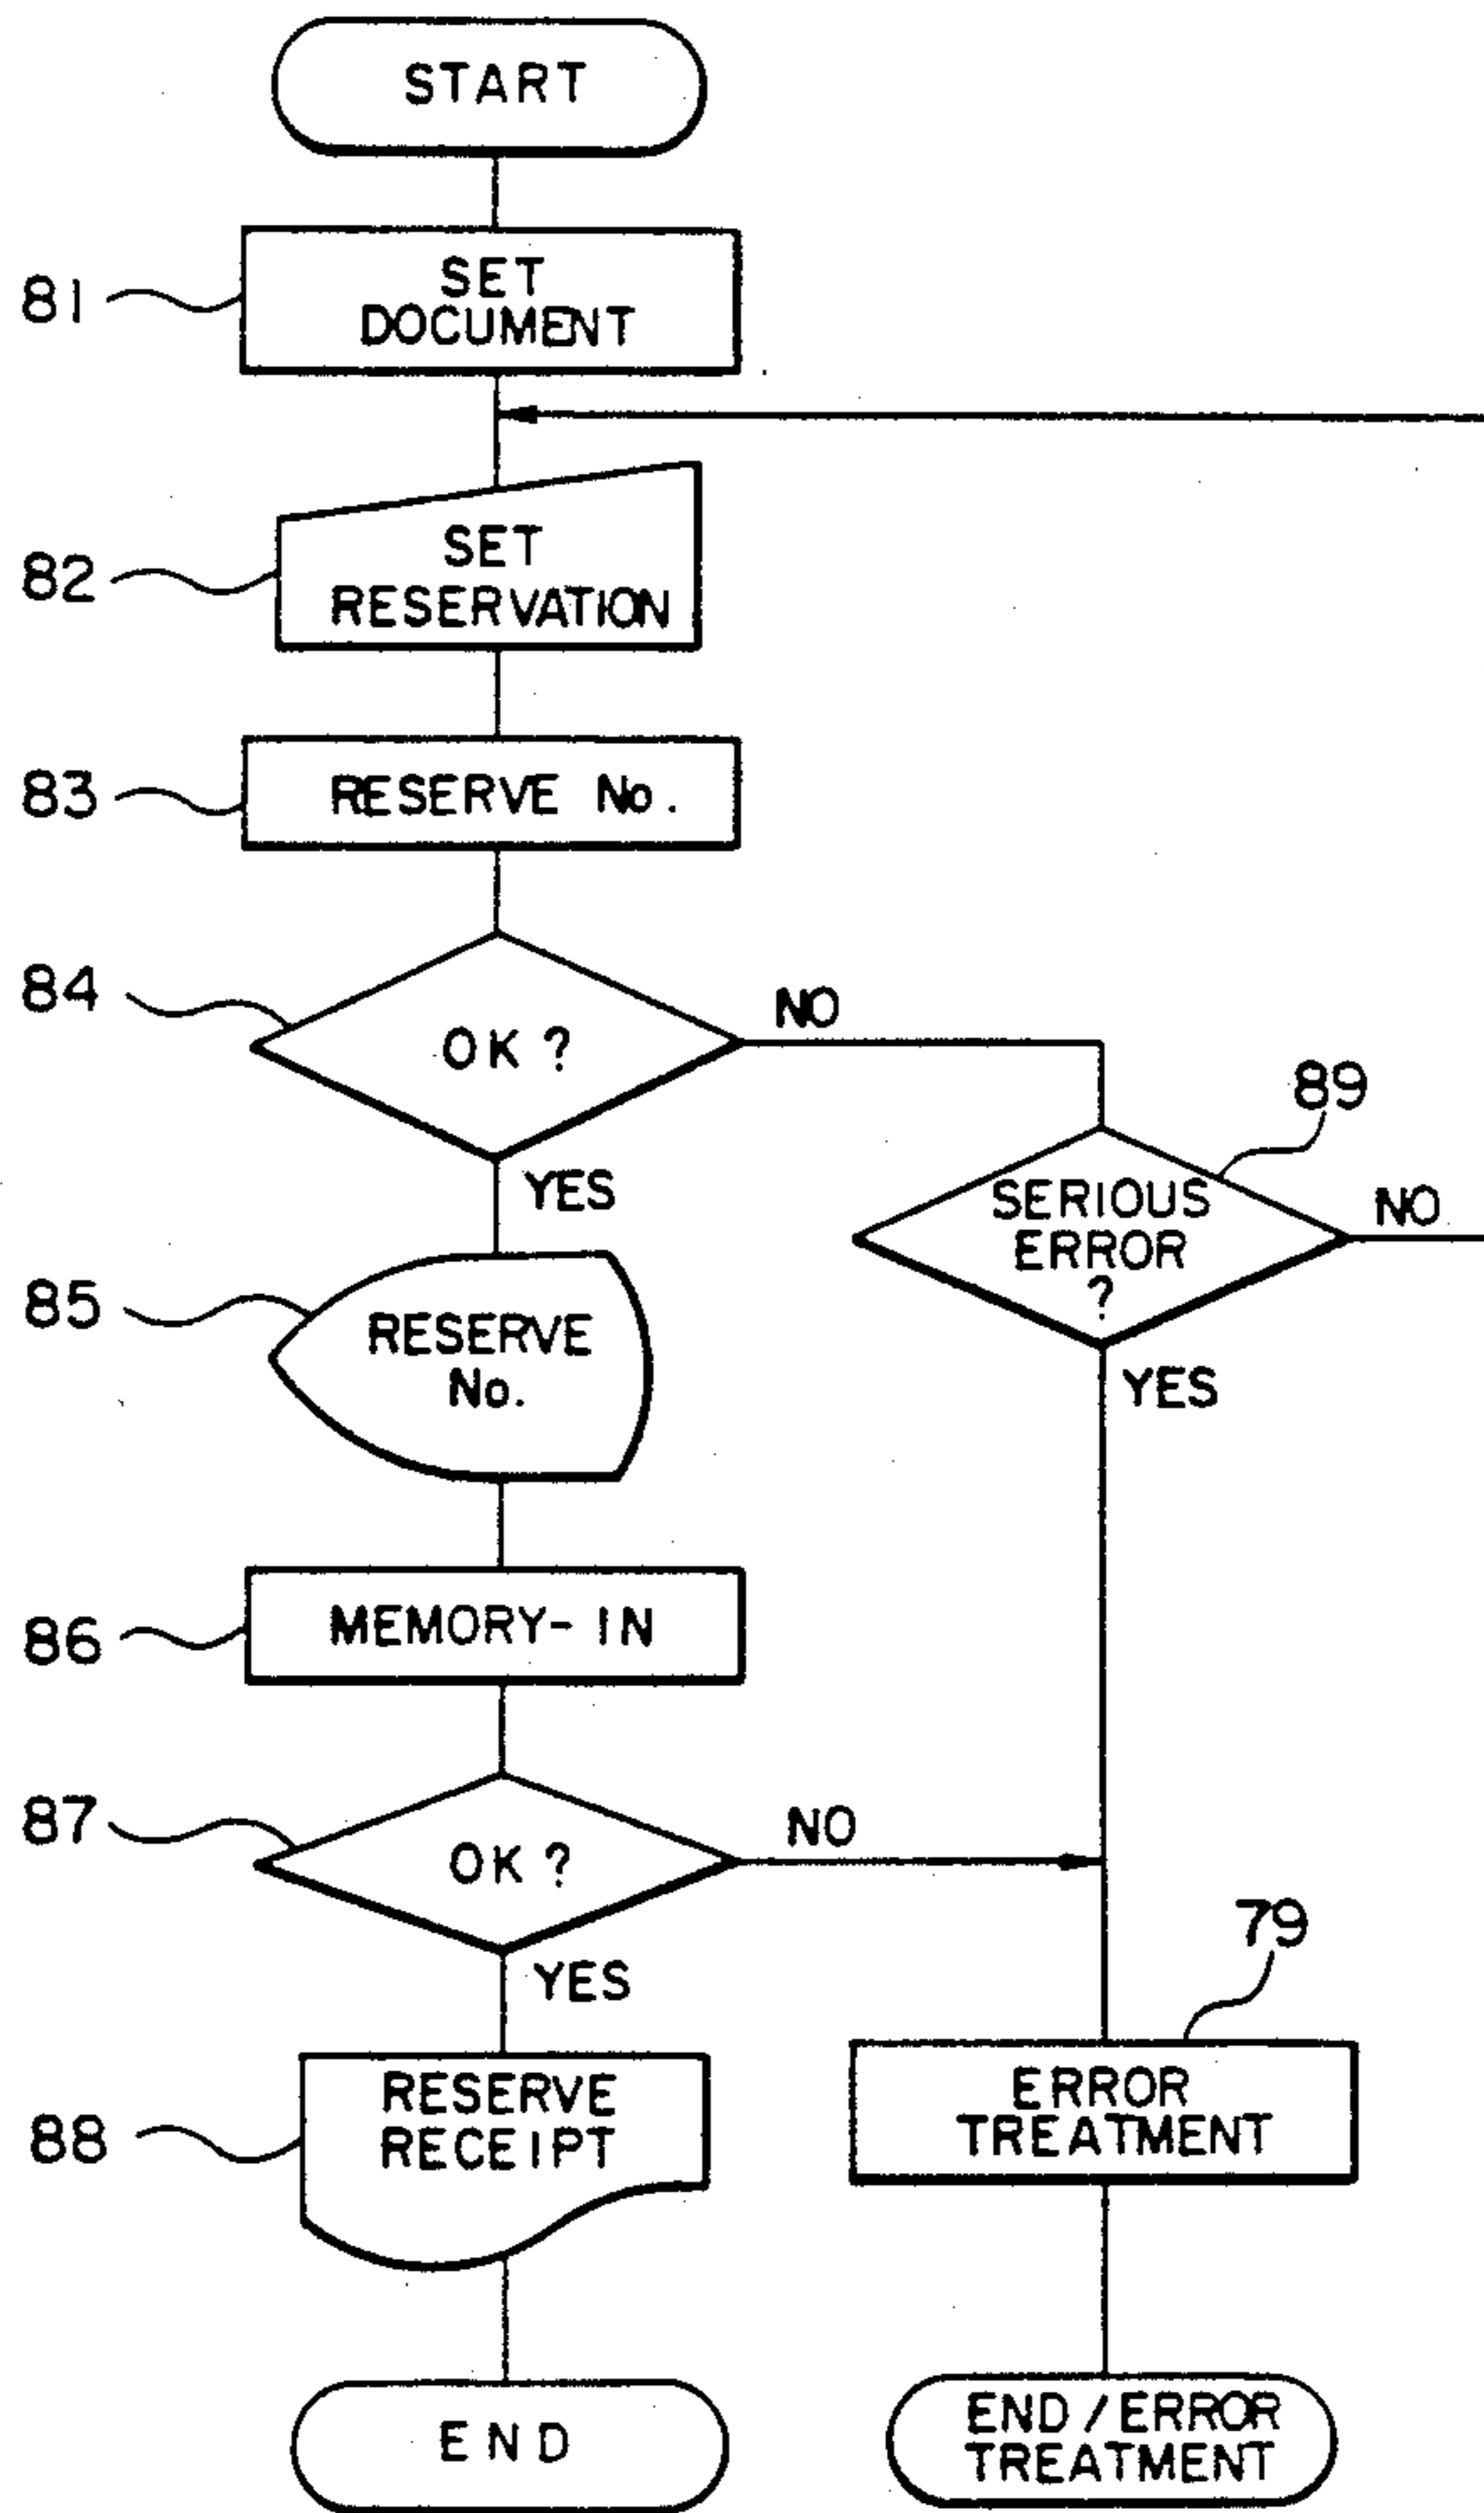 START
81
SET
DOCUMENT
82
SET
RESERVATION
83
RESERVE No.
84
OK ?
NO
89
SERIOUS
ERROR
?
NO
YES
YES
85
RESERVE
No.
86
MEMORY- IN
87
OK ?
NO
YES
79
88
RESERVE
RECEIPT
ERROR
TREATMENT
END
END / ERROR
TREATMENT